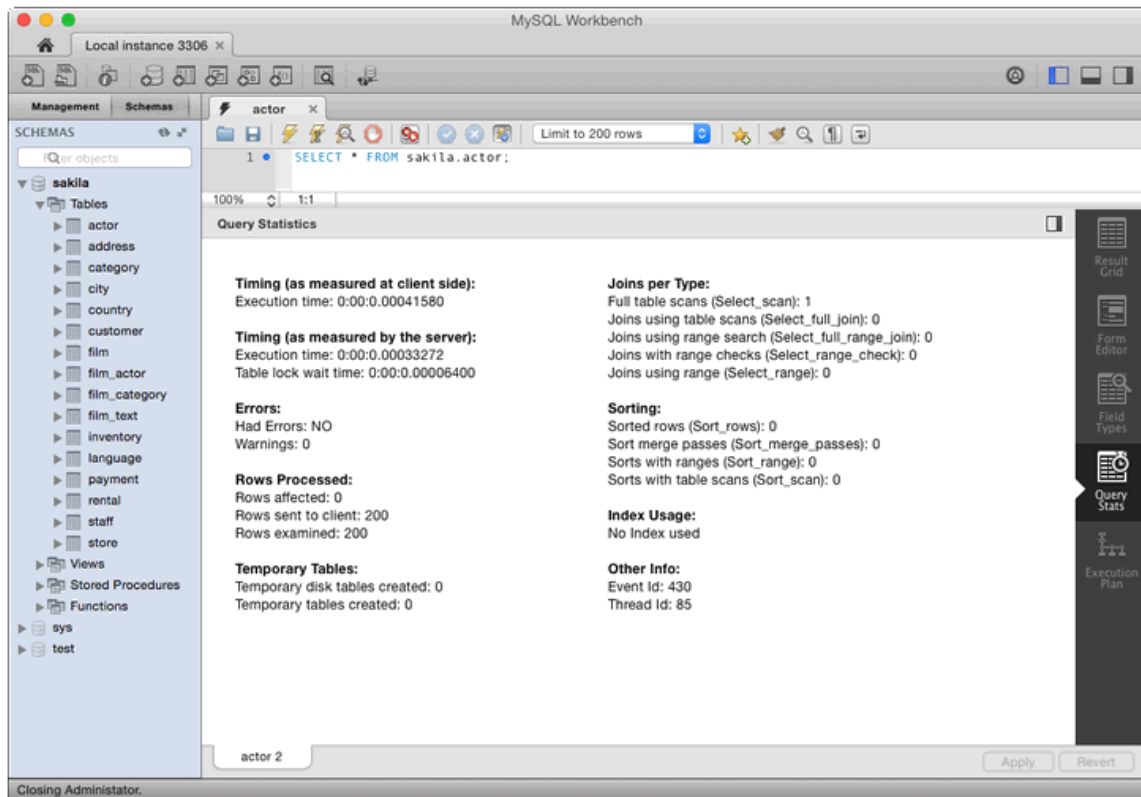 MySQL Workbench
Local instance 3306
Management Schemas
actor
SCHEMAS
Limit to 200 rows
objects
1 SELECT * FROM sakila.actor;
sakila
100% 1:1
Tables
Query Statistics
actor
address
category
city
country
customer
film
film_actor
film_category
film_text
inventory
language
payment
rental
staff
store
Views
Stored Procedures
Functions
sys
test
Timing (as measured at client side):
Execution time: 0:00:0.00041580
Timing (as measured by the server):
Execution time: 0:00:0.00033272
Table lock wait time: 0:00:0.00006400
Errors:
Had Errors: NO
Warnings: 0
Rows Processed:
Rows affected: 0
Rows sent to client: 200
Rows examined: 200
Temporary Tables:
Temporary disk tables created: 0
Temporary tables created: 0
Joins per Type:
Full table scans (Select_scan): 1
Joins using table scans (Select_full_join): 0
Joins using range search (Select_full_range_join): 0
Joins with range checks (Select_range_check): 0
Joins using range (Select_range): 0
Sorting:
Sorted rows (Sort_rows): 0
Sort merge passes (Sort_merge_passes): 0
Sorts with ranges (Sort_range): 0
Sorts with table scans (Sort_scan): 0
Index Usage:
No Index used
Other Info:
Event Id: 430
Thread Id: 85
Result
Grid
Form
Editor
Field
Types
Query
Stats
Execution
Plan
actor 2
Apply Revert
Closing Administator.